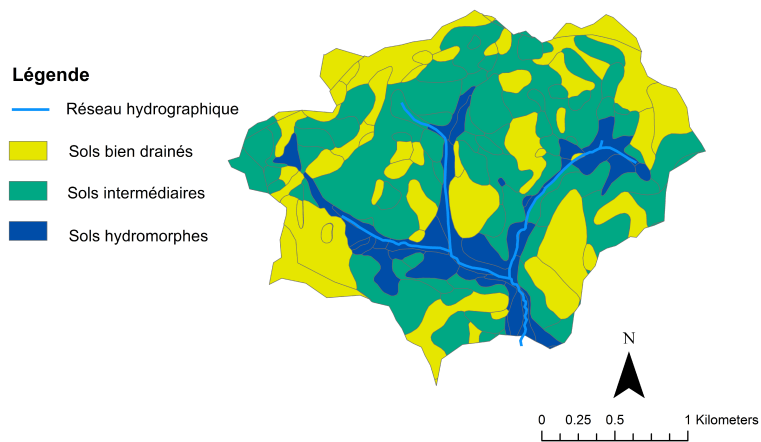 Légende
Réseau hydrographique
Sols bien drainés
Sols intermédiaires
Sols hydromorphes
N
0 0.25 0.5 1 Kilometers